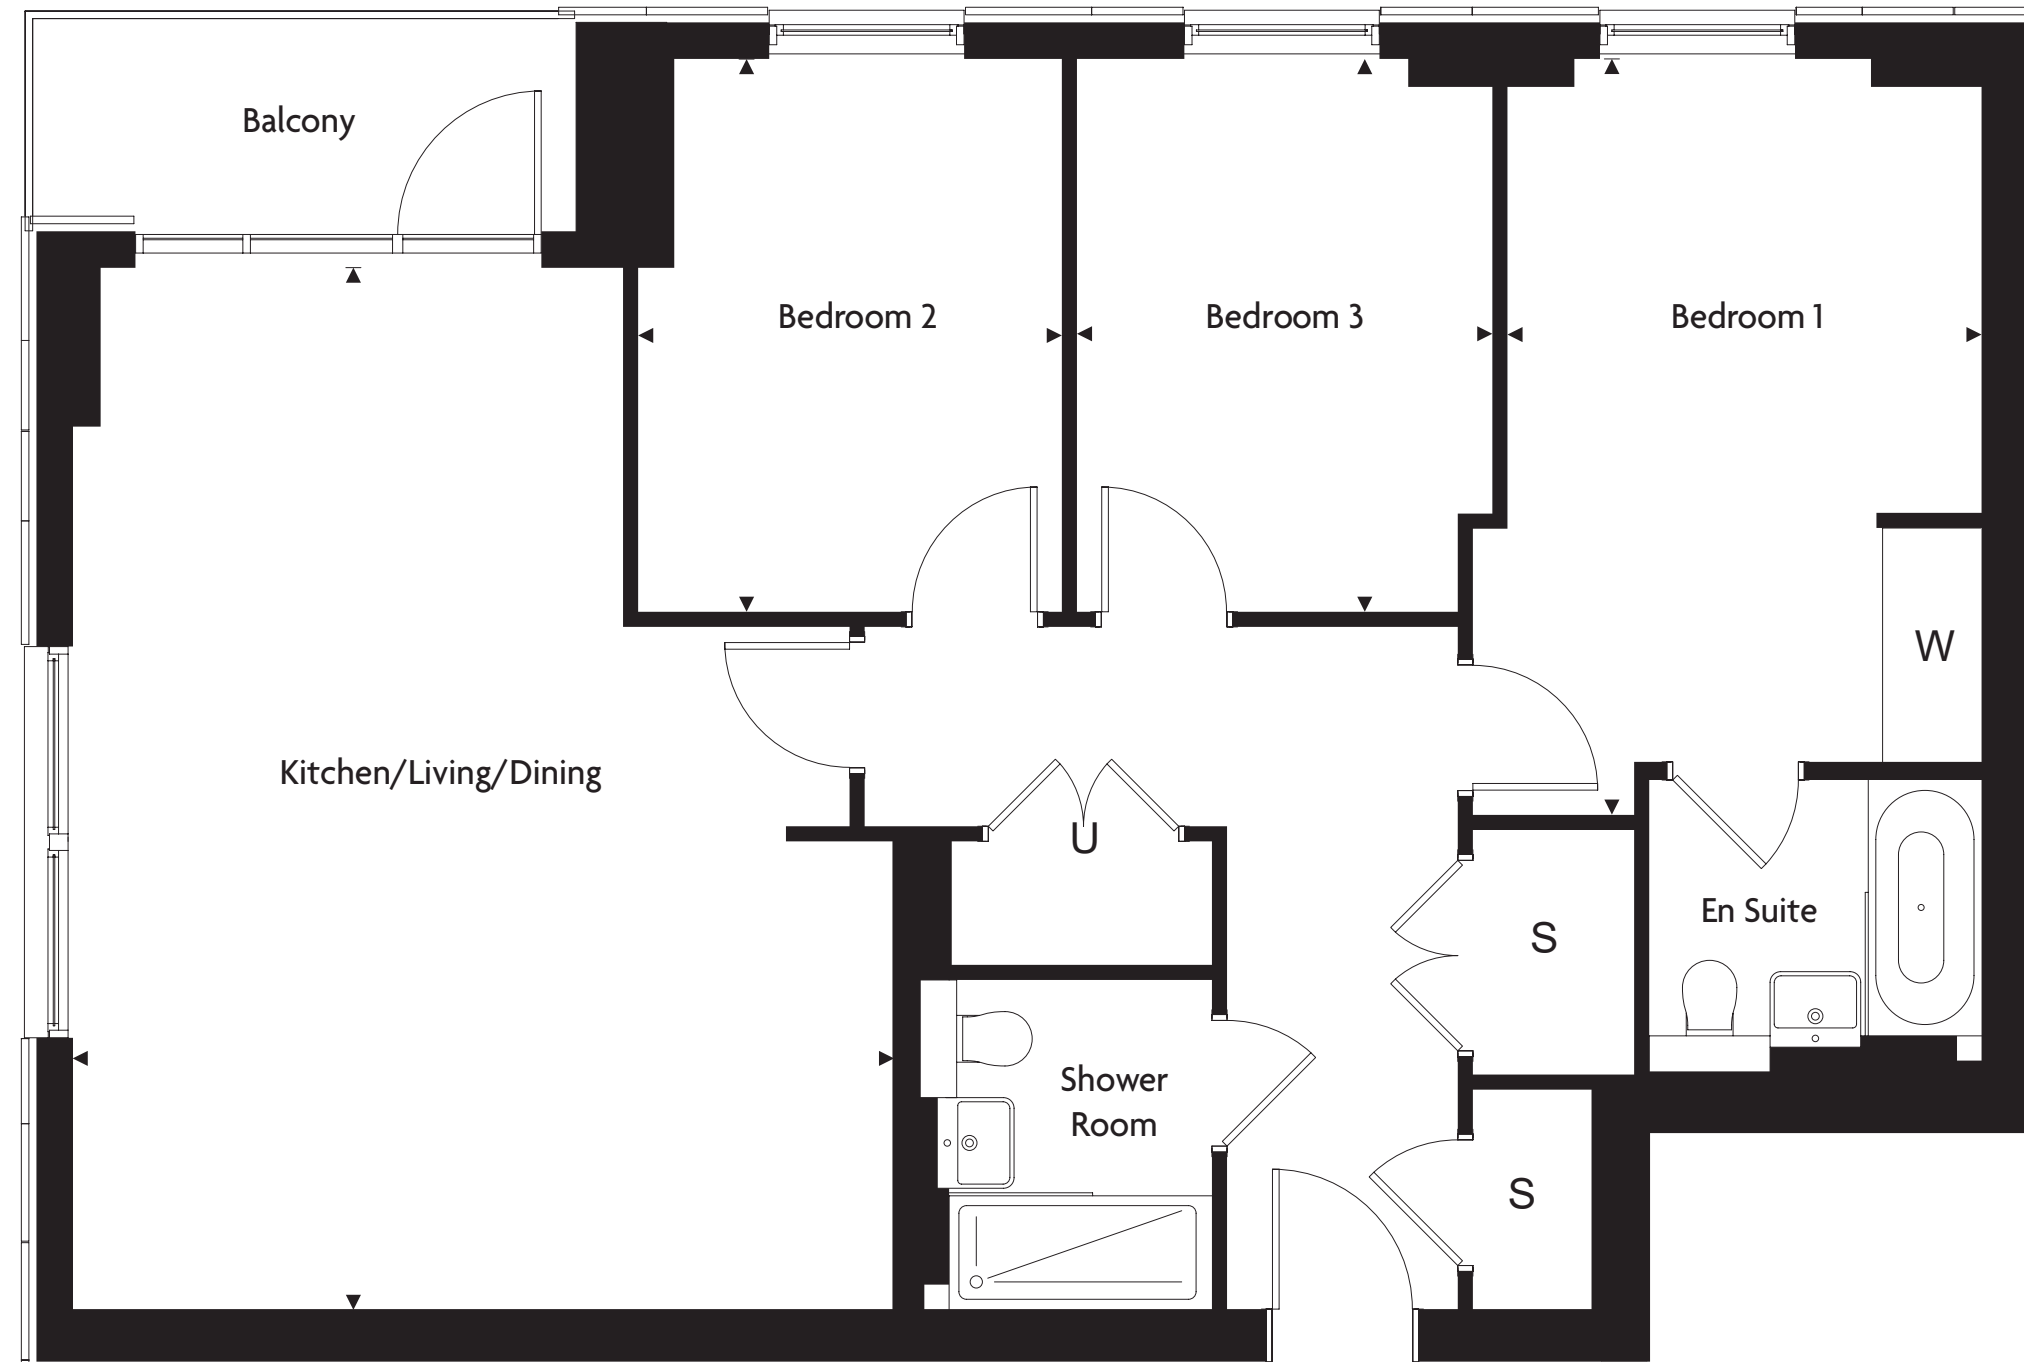 Balcony
Bedroom 2
Bedroom 3
Bedroom 1
W
Kitchen/Living/Dining
U
En Suite
S
Shower
Room
S